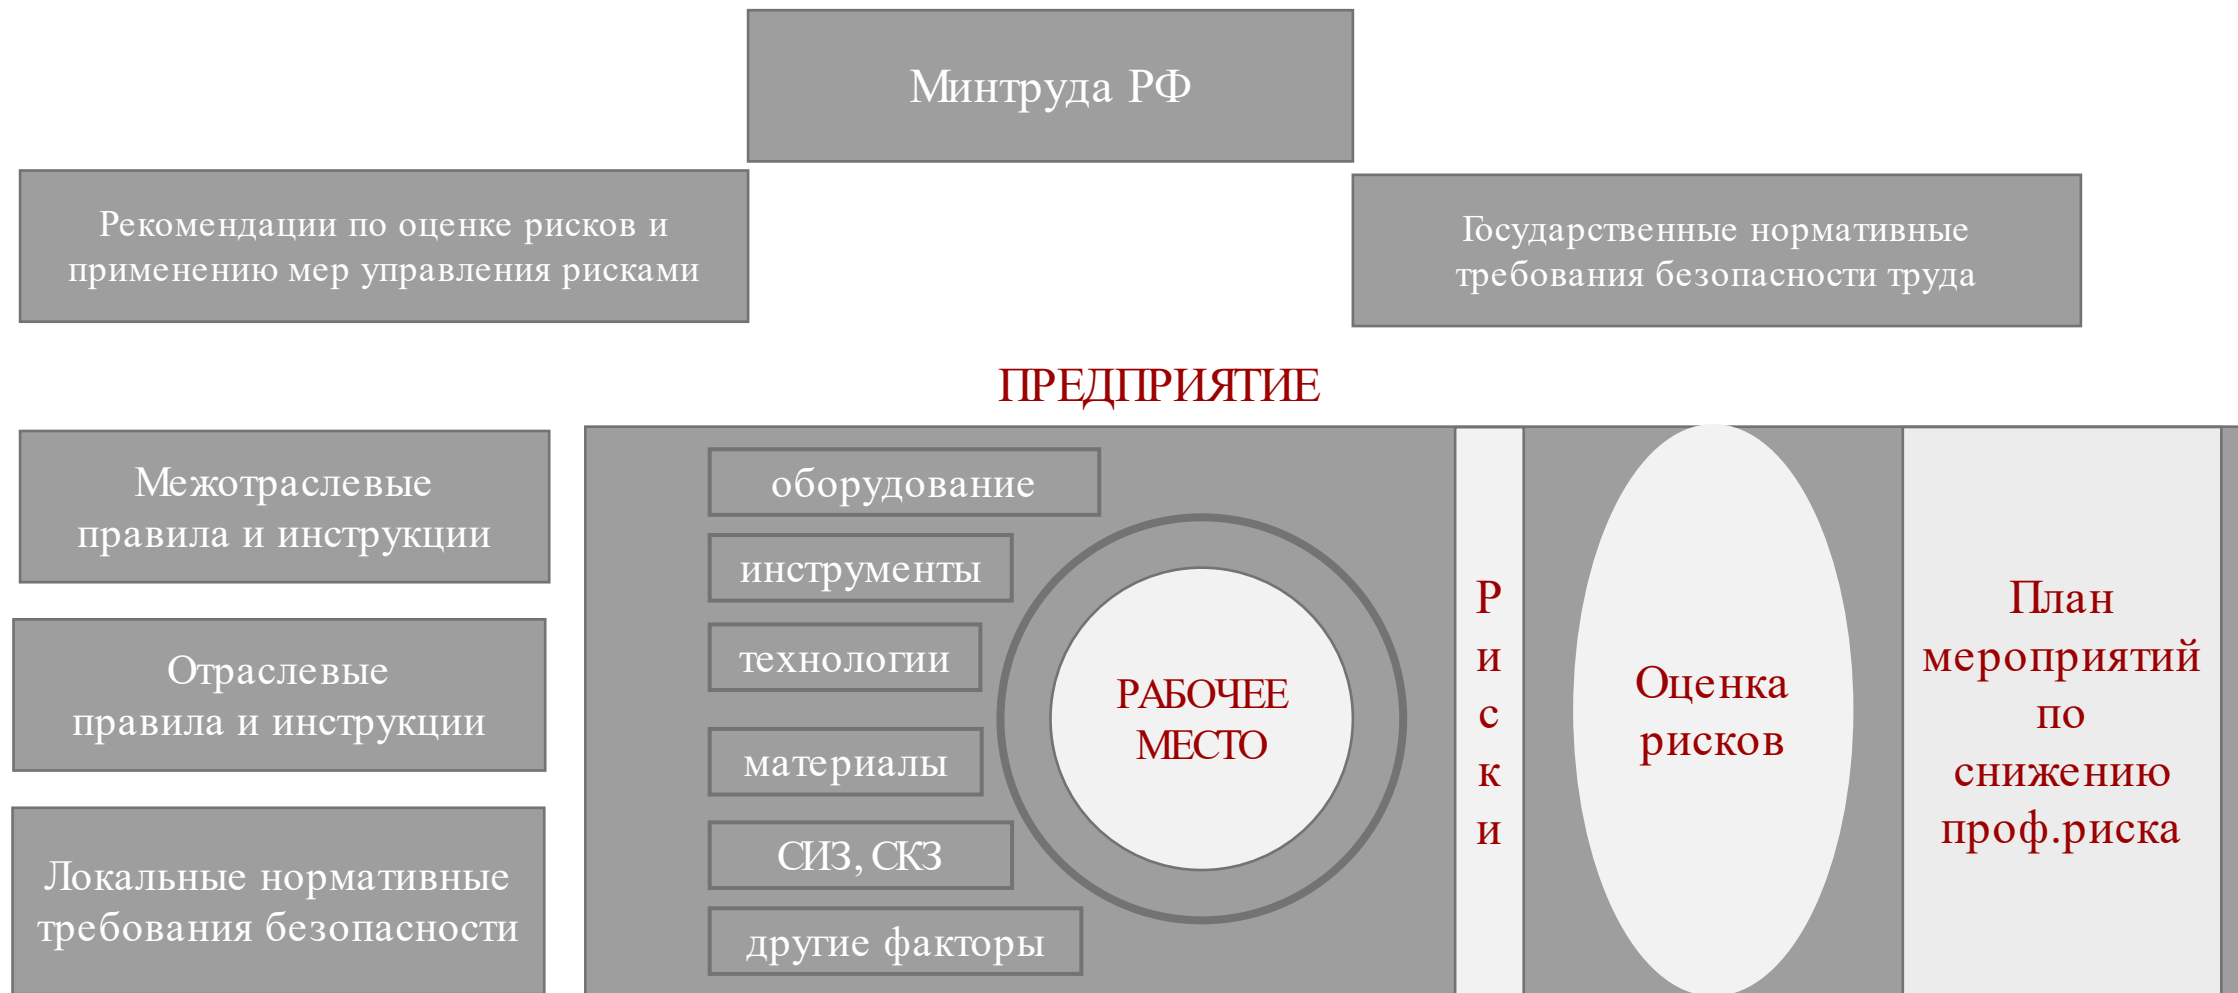 Минтруда РФ
Рекомендации по оценке рисков и
применению мер управления рисками
Государственные нормативные
требования безопасности труда
ПРЕДПРИЯТИЕ
Межотраслевые
правила и инструкции
Отраслевые
правила и инструкции
Локальные нормативные
требования безопасности
оборудование
инструменты
технологии
материалы
СИЗ, СКЗ
другие факторы
РАБОЧЕЕ
МЕСТО
Р
и
с
к
и
Оценка
рисков
План
мероприятий
по
снижению
проф.риска